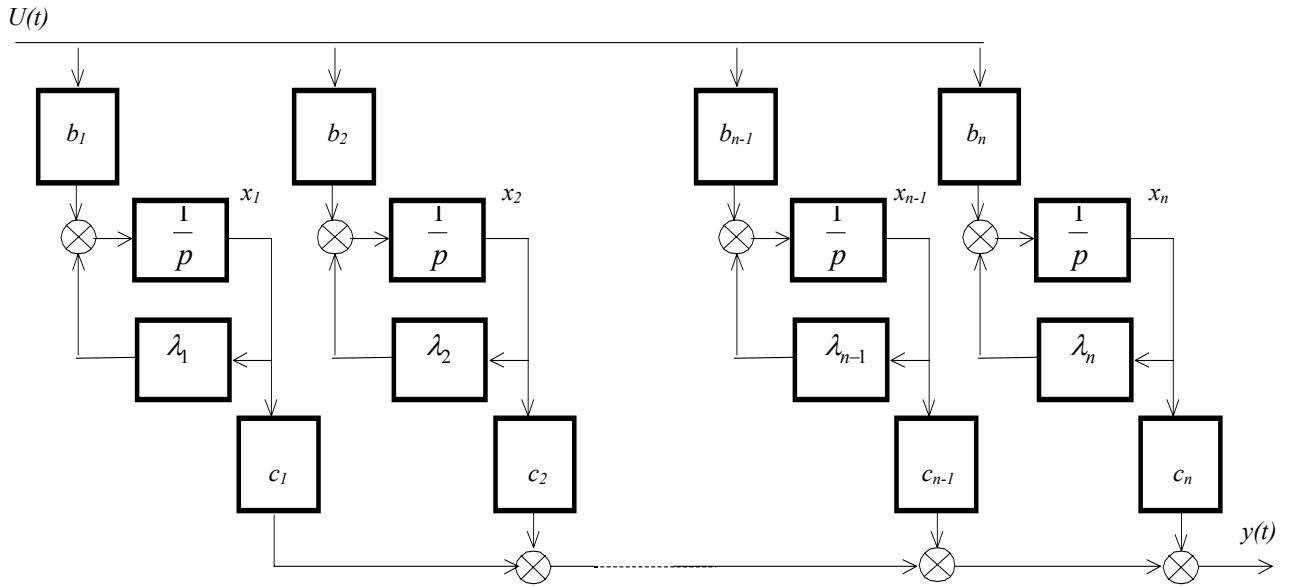 U(t)
b1 b2 bn-1 bn
x1 x2 xn-1 xn
1/p 1/p 1/p 1/p
λ1 λ2 λn−1 λn
c1 c2 cn-1 cn
y(t)